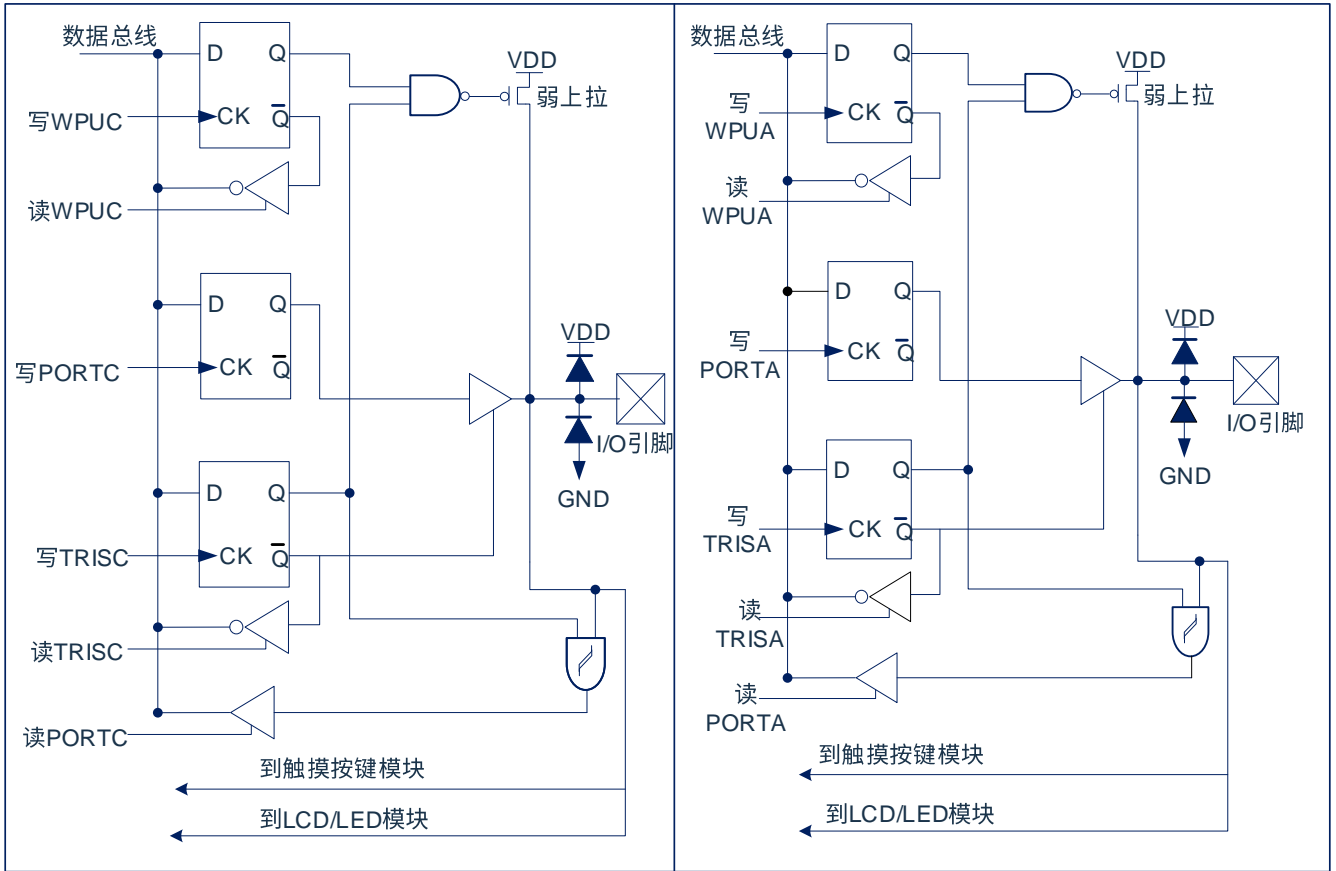 数据总线
D
Q
CK
Q
写WPUC
读WPUC
VDD
弱上拉
D
Q
CK
Q
写PORTC
VDD
I/O引脚
GND
D
Q
CK
Q
写TRISC
读TRISC
读PORTC
到触摸按键模块
到LCD/LED模块
数据总线
D
Q
CK
Q
写
WPUA
读
WPUA
VDD
弱上拉
D
Q
CK
Q
写
PORTA
VDD
I/O引脚
GND
D
Q
CK
Q
写
TRISA
读
TRISA
读
PORTA
到触摸按键模块
到LCD/LED模块